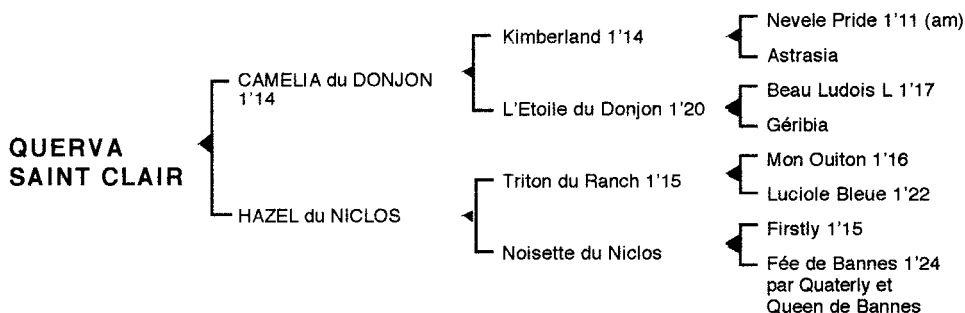 Nevele Pride 1'11 (am)
Kimberland 1'14
Astrasia
CAMELIA du DONJON
1'14
Beau Ludois L 1'17
L'Etoile du Donjon 1'20
Géribia
QUERVA
SAINT CLAIR
Mon Ouiton 1'16
Triton du Ranch 1'15
Luciole Bleue 1'22
HAZEL du NICLOS
Firstly 1'15
Noisette du Niclos
Fée de Bannes 1'24
par Quaterly et
Queen de Bannes